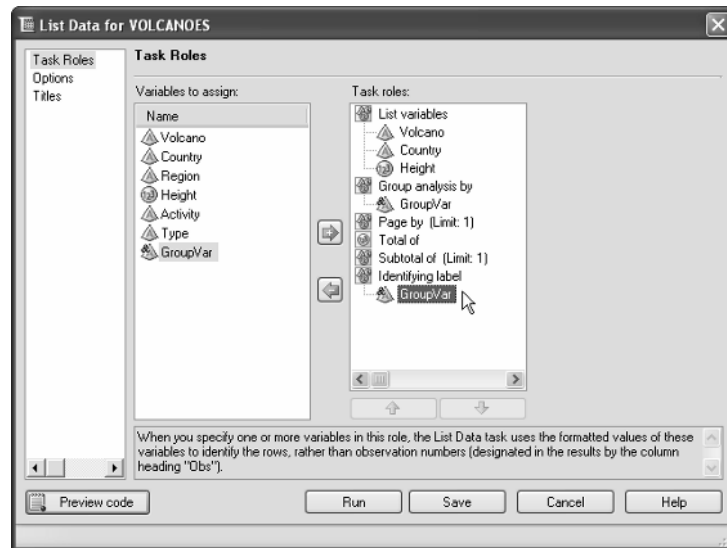 List Data for VOLCANOES
Task Roles
Options
Titles
Task Roles
Variables to assign:
Name
Volcano
Country
Region
Height
Activity
Type
GroupVar
Task roles:
List variables
Volcano
Country
Height
Group analysis by
GroupVar
Page by (Limit: 1)
Total of
Subtotal of (Limit: 1)
Identifying label
GroupVar
When you specify one or more variables in this role, the List Data task uses the formatted values of these
variables to identify the rows, rather than observation numbers (designated in the results by the column
heading "Obs").
Preview code
Run
Save
Cancel
Help